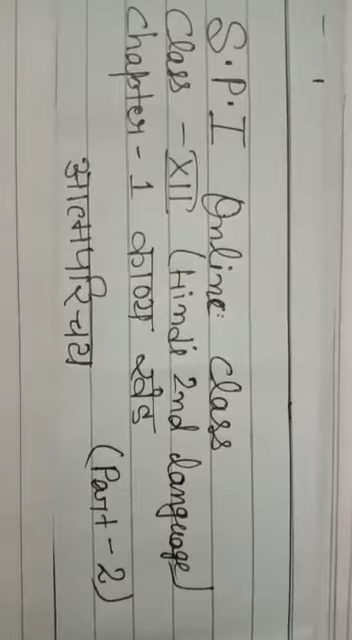 S.P.I Online class
Class - XII (Hindi 2nd Language)
Chapter - 1 काव्य खंड
आत्मपरिचय
(Part - 2)